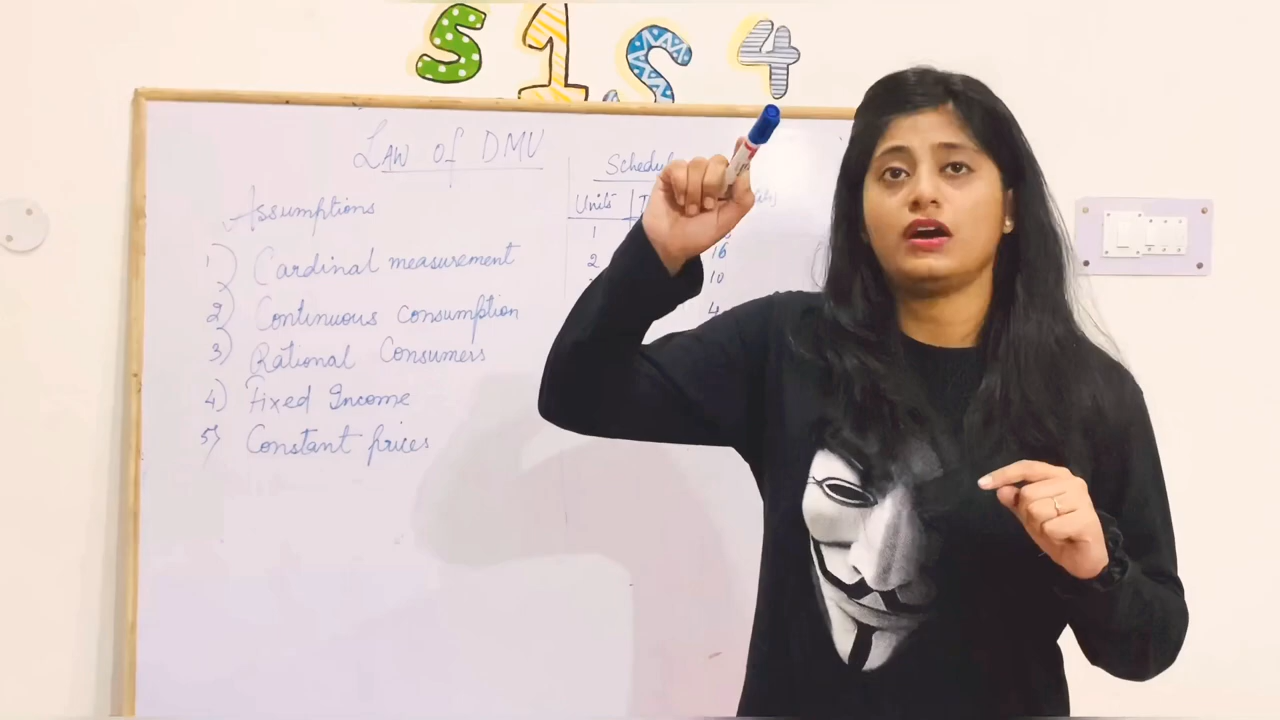 S 1 . S 4
Law of DMU
Assumptions
1) Cardinal measurement
2) Continuous consumption
3) Rational Consumers
4) Fixed Income
5) Constant prices
Units
1
2 16
10
4